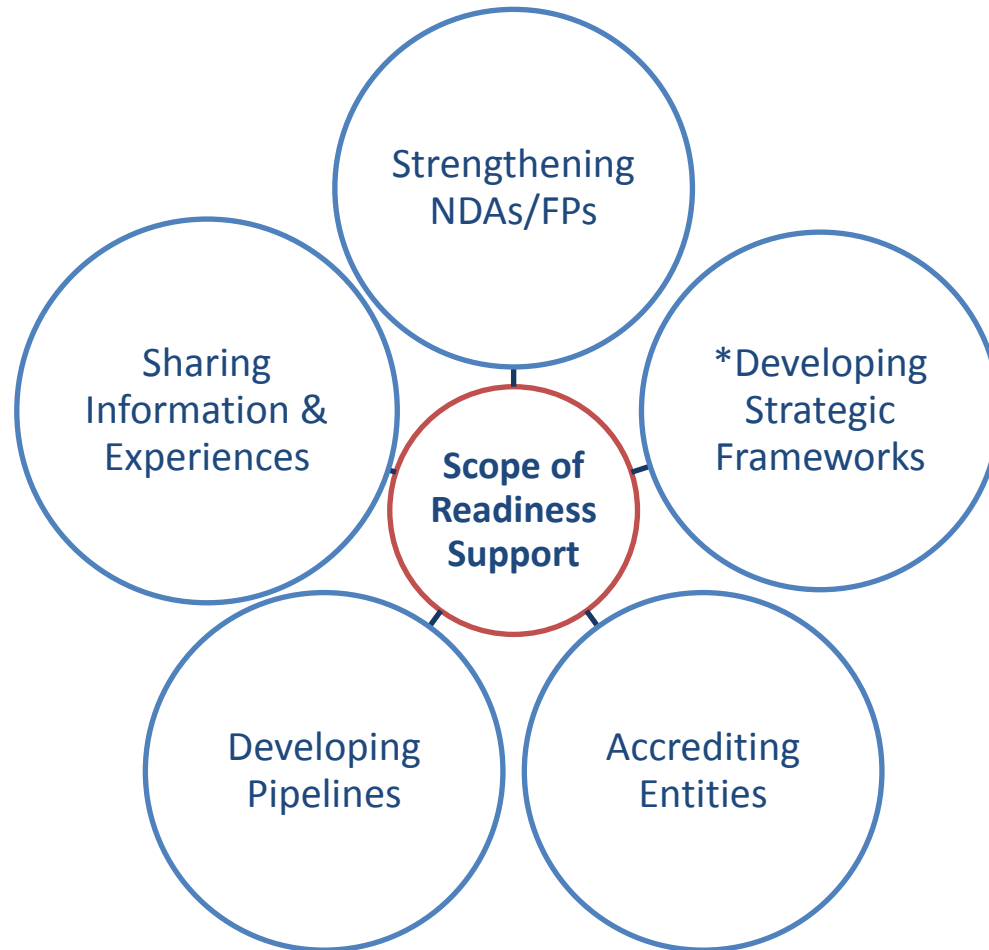 Strengthening
NDAs/FPs
*Developing
Strategic
Frameworks
Accrediting
Entities
Developing
Pipelines
Sharing
Information &
Experiences
Scope of
Readiness
Support